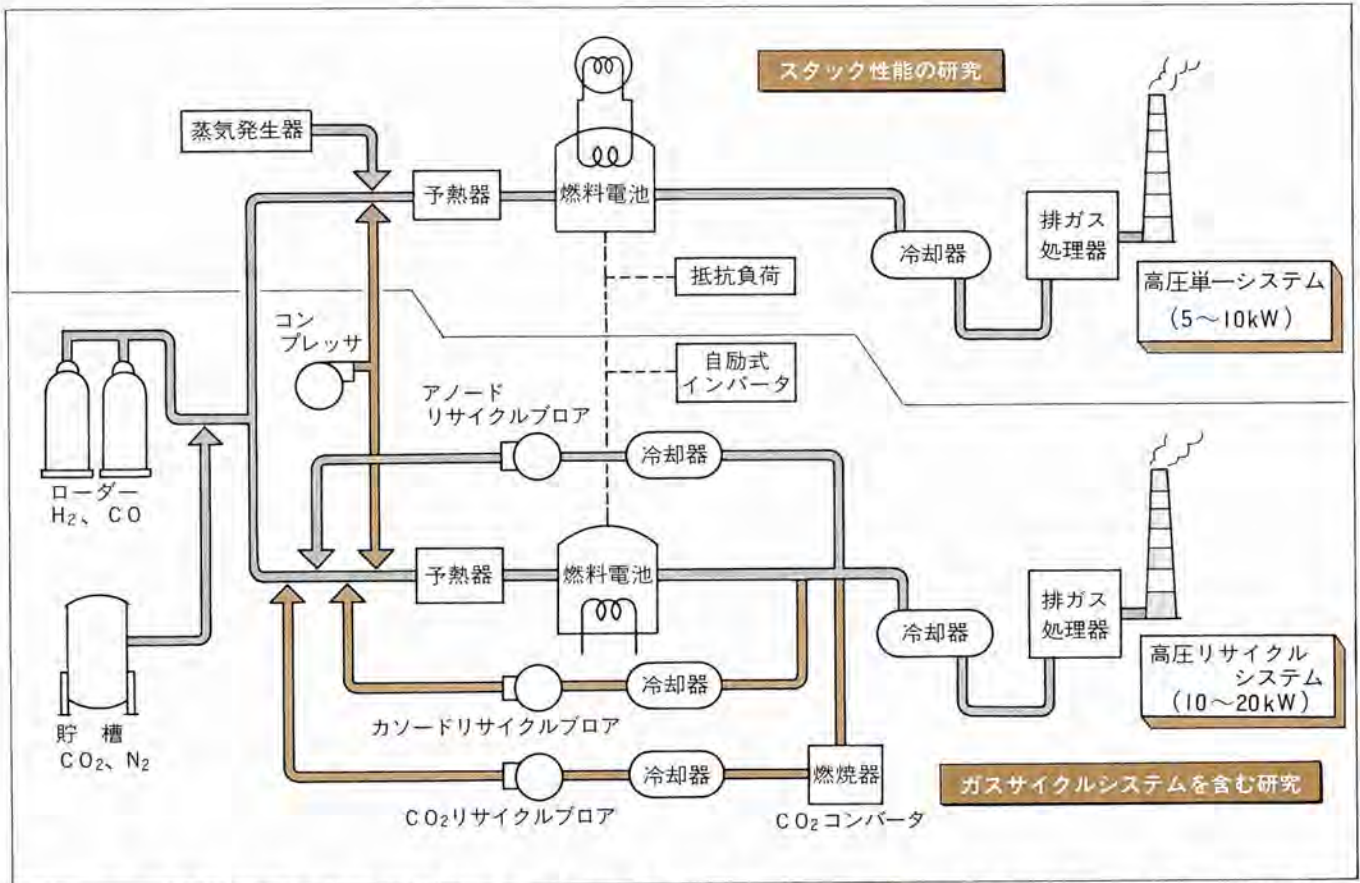 スタック性能の研究
蒸気発生器
予熱器
燃料電池
冷却器
排ガス
処理器
抵抗負荷
高圧単一システム
(5～10kW)
コン
プレッサ
自励式
インバータ
アノード
リサイクルブロア
冷却器
ローダー
H₂、CO
予熱器
燃料電池
冷却器
排ガス
処理器
高圧リサイクル
システム
(10～20kW)
冷却器
カソードリサイクルブロア
貯 槽
CO₂、N₂
冷却器
燃焼器
CO₂リサイクルブロア
CO₂コンバータ
ガスサイクルシステムを含む研究